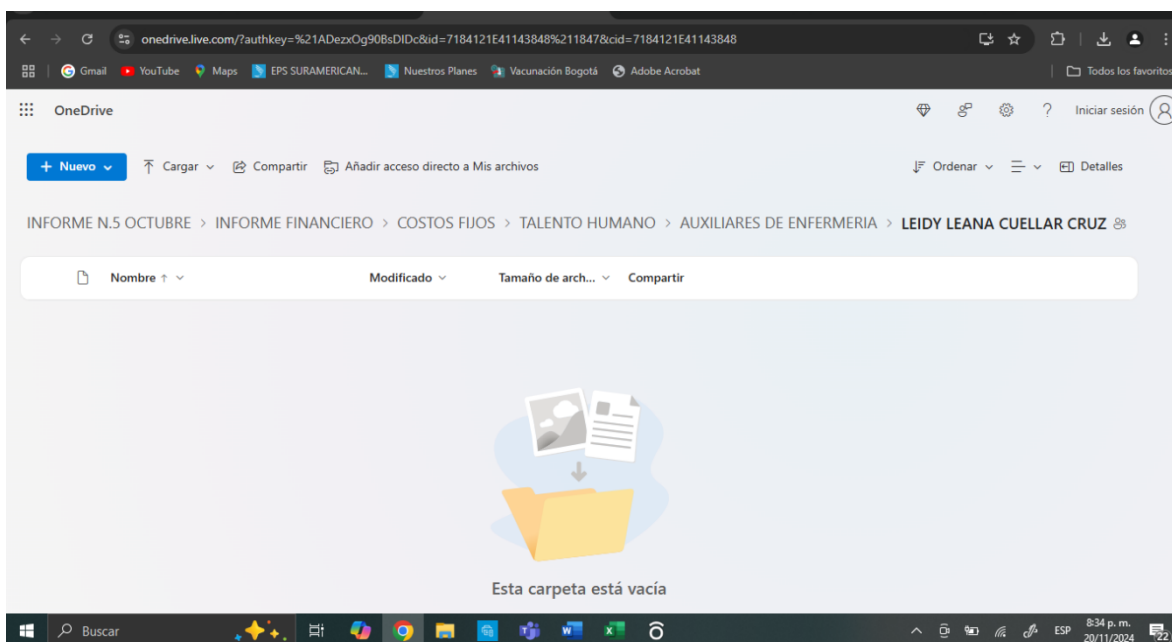 onedrive.live.com/?authkey=%21ADezxOg90BsDIDc&id=7184121E41143848%211847&cid=7184121E41143848
Gmail YouTube Maps EPS SURAMERICAN... Nuestros Planes Vacunación Bogotá Adobe Acrobat Todos los favoritos
OneDrive ? Iniciar sesión
+ Nuevo Cargar Compartir Añadir acceso directo a Mis archivos Ordenar Detalles
INFORME N.5 OCTUBRE > INFORME FINANCIERO > COSTOS FIJOS > TALENTO HUMANO > AUXILIARES DE ENFERMERIA > LEIDY LEANA CUELLAR CRUZ
Nombre ↑ Modificado Tamaño de arch... Compartir
Esta carpeta está vacía
Buscar ESP 8:34 p. m.
20/11/2024